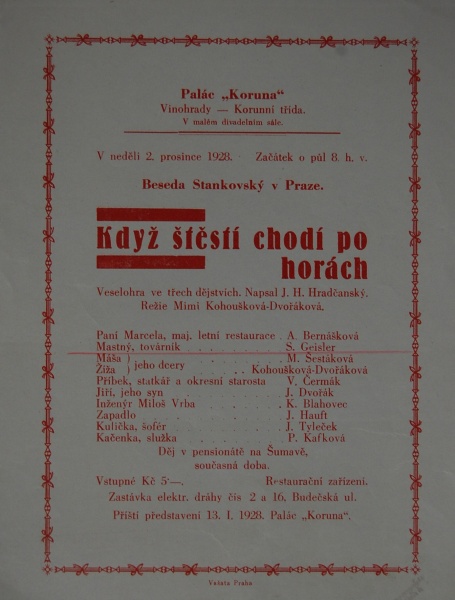 Palác „Koruna“
Vinohrady — Korunní třída.
V malém divadelním sále.
V neděli 2. prosince 1928. Začátek o půl 8. h. v.
Beseda Stankovský v Praze.
Když štěstí chodí po
horách
Veselohra ve třech dějstvích. Napsal J. H. Hradčanský.
Režie Mimi Kohoušková-Dvořáková.
Paní Marcela, maj. letní restaurace . A. Bernášková
Mastný, továrník . . . . . S. Geisler
Máša ) jeho dcery . . . . M. Šestáková
Žiža ) Kohoušková-Dvořáková
Přibek, statkář a okresní starosta . V. Čermák
Jiří, jeho syn . . . . . J. Dvořák
Inženýr Miloš Vrba . . . . K. Blahovec
Zapadlo . . . . . . J. Hauft
Kulička, šofér . . . . . J. Tyleček
Kačenka, služka . . . . P. Kafková
Děj v pensionátě na Šumavě,
současná doba.
Vstupné Kč 5·—. Restaurační zařízení.
Zastávka elektr. dráhy čís 2 a 16, Budečská ul.
Příští představení 13. I. 1928. Palác „Koruna“.
Vašata Praha